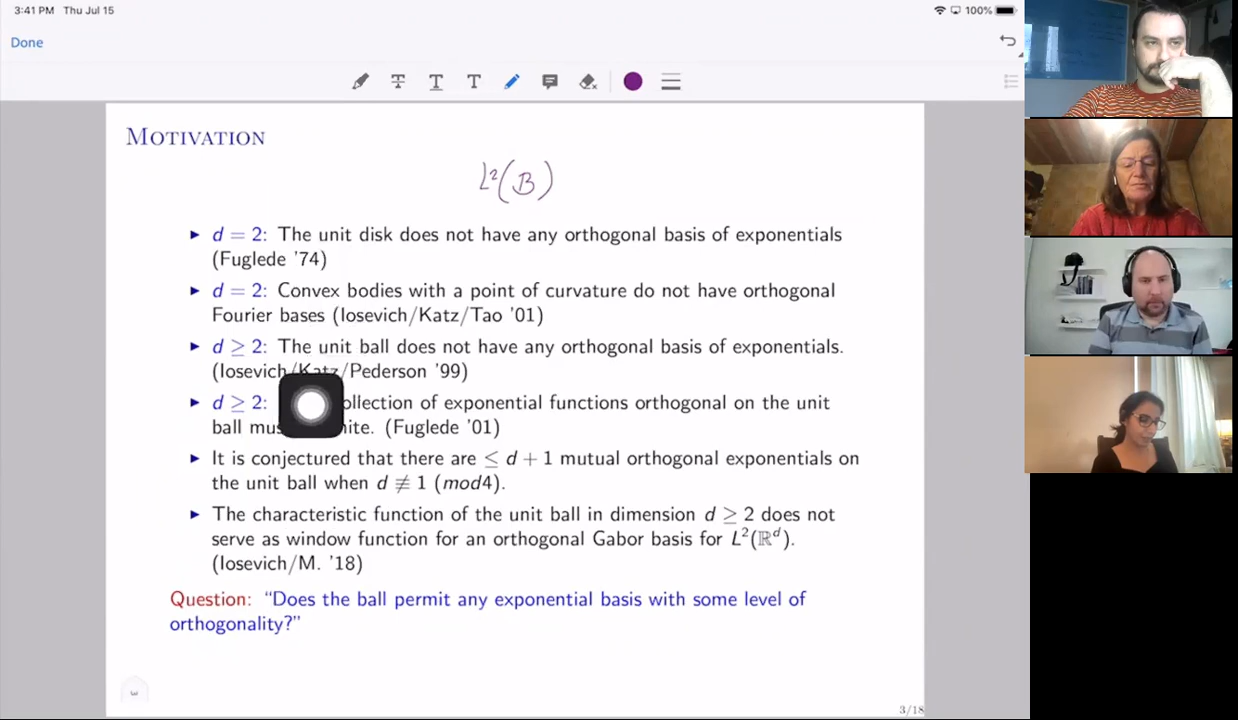 3:41 PM Thu Jul 15
100%
Done
T T T
MOTIVATION
L²(B)
► d = 2: The unit disk does not have any orthogonal basis of exponentials
(Fuglede '74)
► d = 2: Convex bodies with a point of curvature do not have orthogonal
Fourier bases (Iosevich/Katz/Tao '01)
► d ≥ 2: The unit ball does not have any orthogonal basis of exponentials.
(Iosevich/Katz/Pederson '99)
► d ≥ 2: ollection of exponential functions orthogonal on the unit
ball mus ite. (Fuglede '01)
► It is conjectured that there are ≤ d + 1 mutual orthogonal exponentials on
the unit ball when d ≢ 1 (mod4).
► The characteristic function of the unit ball in dimension d ≥ 2 does not
serve as window function for an orthogonal Gabor basis for L²(ℝᵈ).
(Iosevich/M. '18)
Question: “Does the ball permit any exponential basis with some level of
orthogonality?”
3
3/18